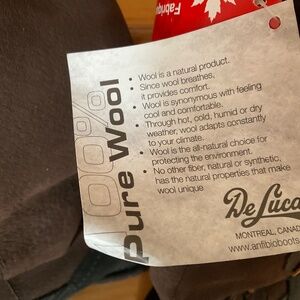 Fabriqu
100%
Pure Wool
• Wool is a natural product.
• Since wool breathes,
it provides comfort.
• Wool is synonymous with feeling
cool and comfortable.
• Through hot, cold, humid or dry
weather, wool adapts constantly
to your climate.
• Wool is the all-natural choice for
protecting the environment.
• No other fiber, natural or synthetic,
has the natural properties that make
wool unique
De Luca
MONTREAL, CANAD
www.anfibioboots